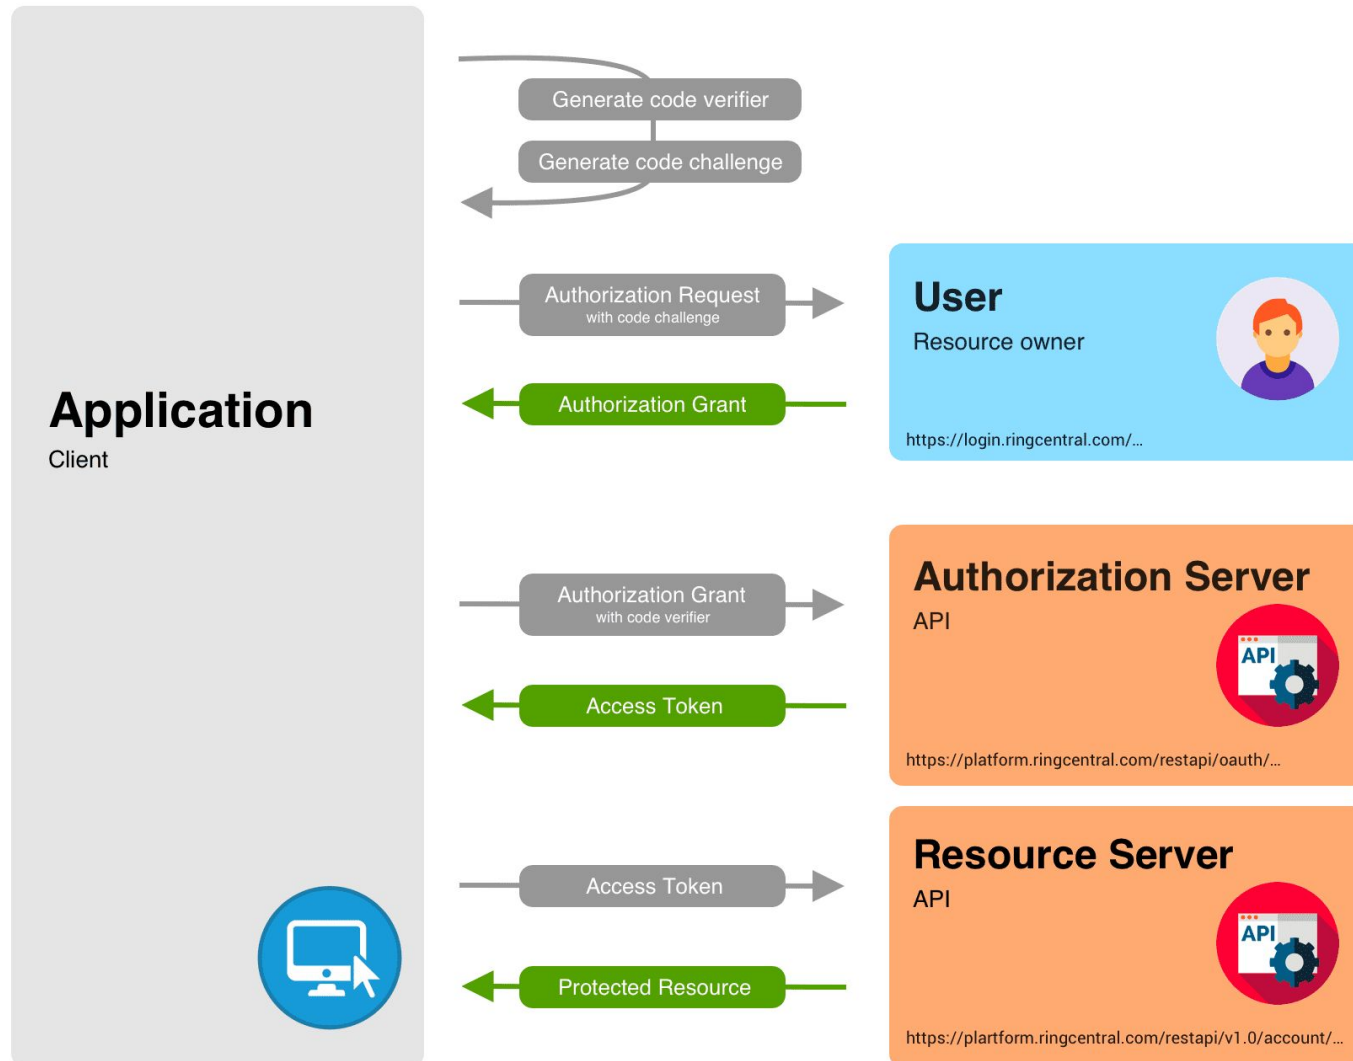 Generate code verifier
Generate code challenge
Authorization Request
with code challenge
User
Resource owner
Authorization Grant
https://login.ringcentral.com/...
Application
Client
Authorization Grant
with code verifier
Authorization Server
API
API
Access Token
https://platform.ringcentral.com/restapi/oauth/...
Access Token
Resource Server
API
API
Protected Resource
https://plartform.ringcentral.com/restapi/v1.0/account/...